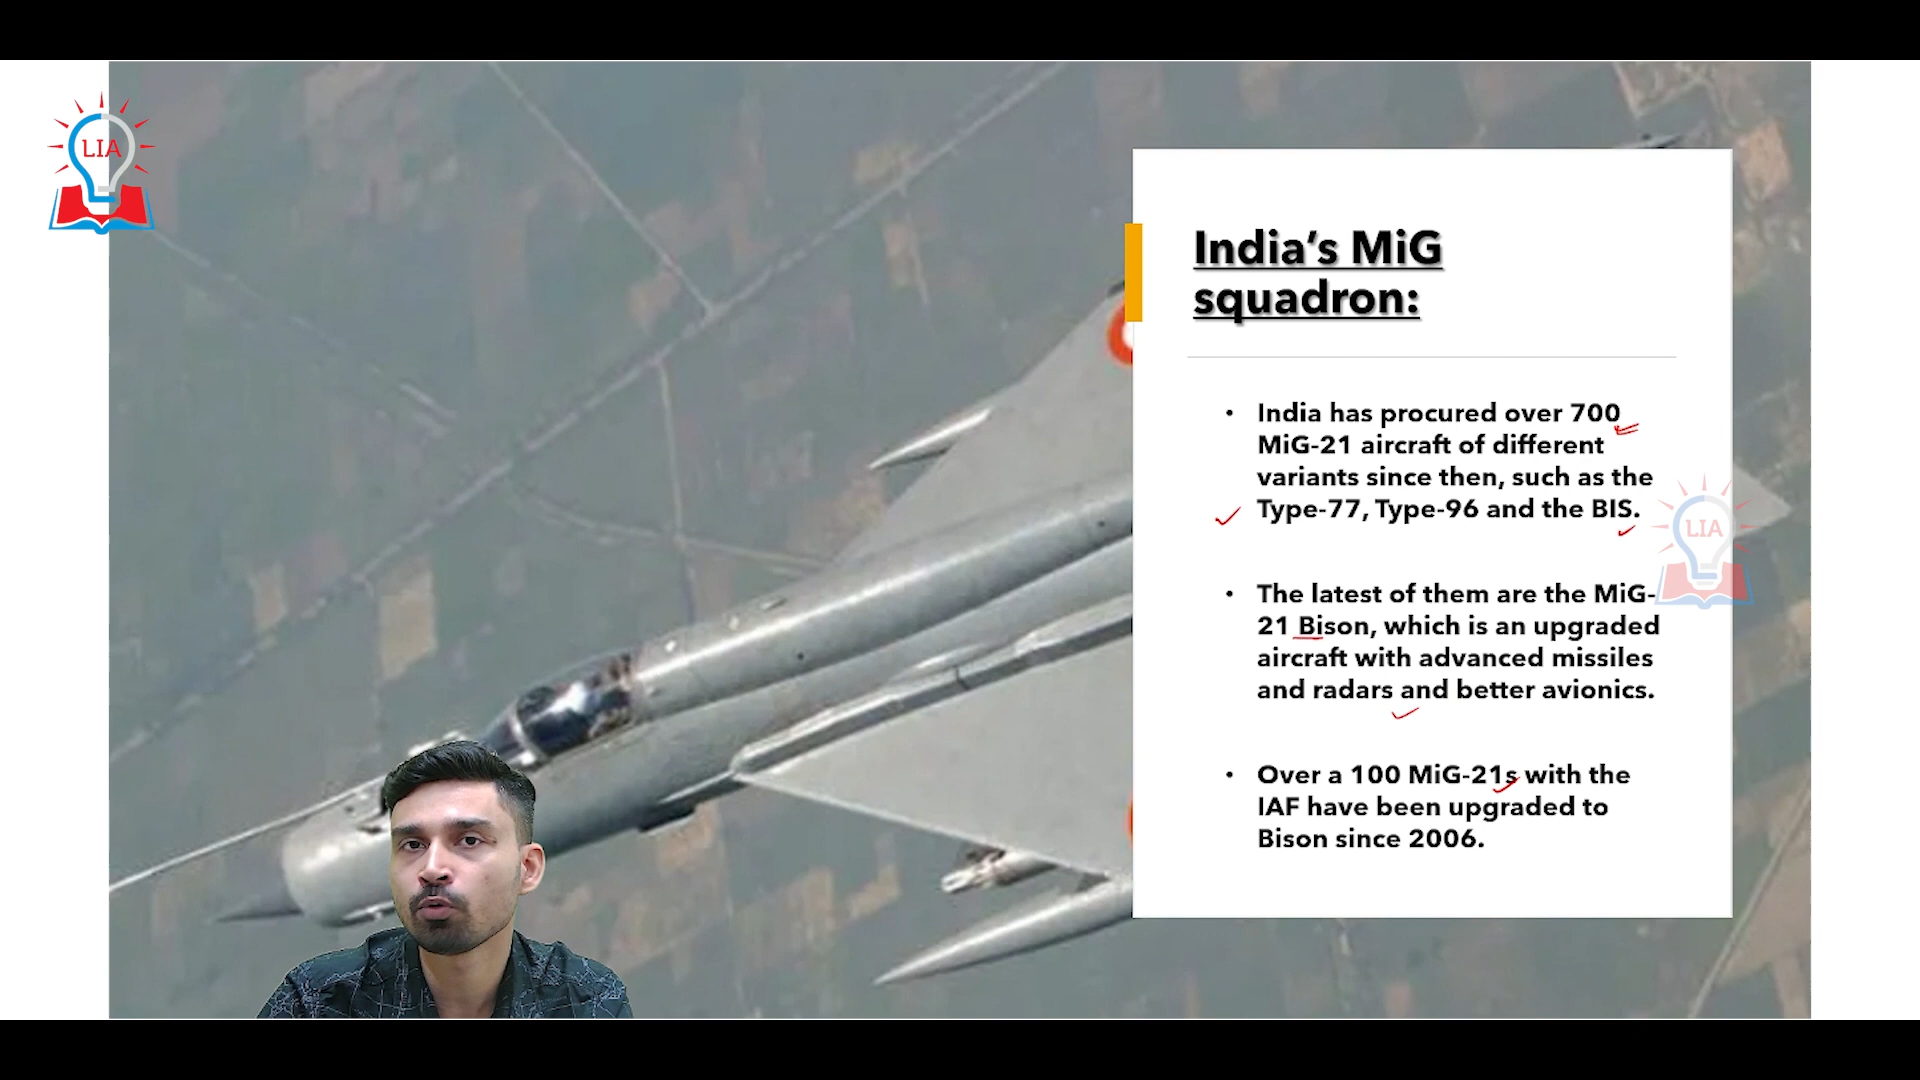 LIA
India’s MiG
squadron:
• India has procured over 700
MiG-21 aircraft of different
variants since then, such as the
Type-77, Type-96 and the BIS.
LIA
• The latest of them are the MiG-
21 Bison, which is an upgraded
aircraft with advanced missiles
and radars and better avionics.
• Over a 100 MiG-21s with the
IAF have been upgraded to
Bison since 2006.